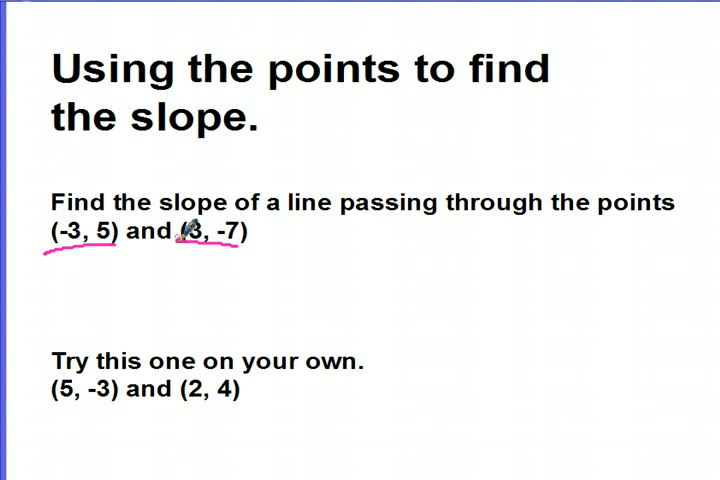 Using the points to find
the slope.
Find the slope of a line passing through the points
(-3, 5) and (3, -7)
Try this one on your own.
(5, -3) and (2, 4)